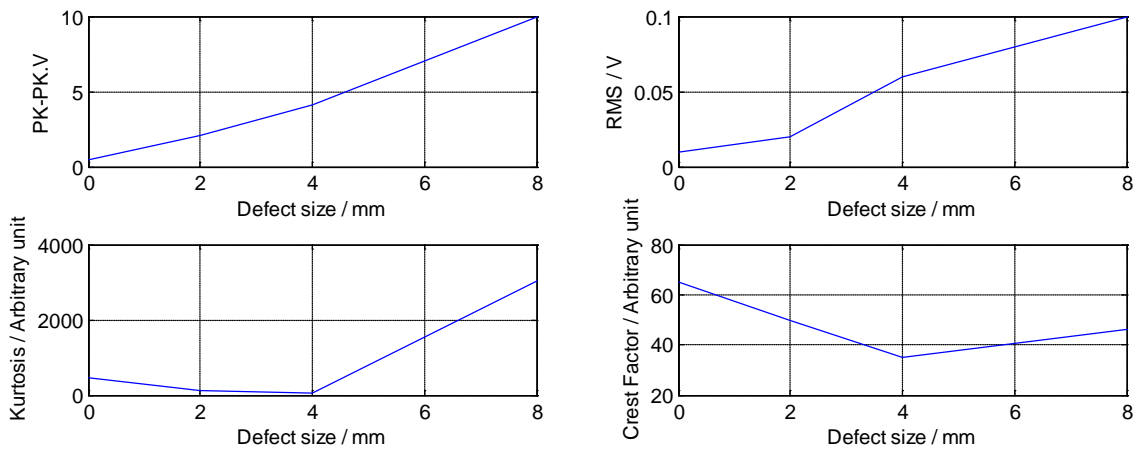 PK-PK.V
10
5
0
0 2 4 6 8
Defect size / mm
RMS / V
0.1
0.05
0
0 2 4 6 8
Defect size / mm
Kurtosis / Arbitrary unit
4000
2000
0
0 2 4 6 8
Defect size / mm
Crest Factor / Arbitrary unit
80
60
40
20
0 2 4 6 8
Defect size / mm